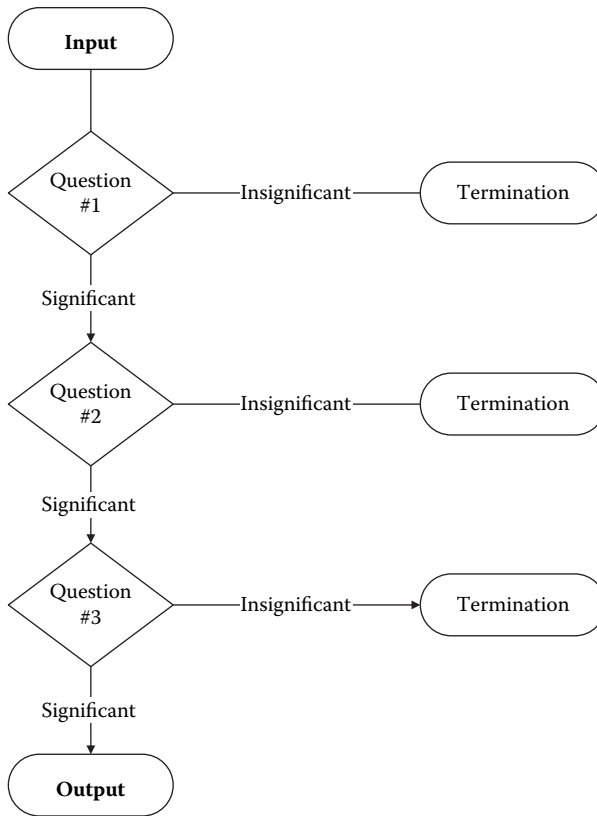 Input
Question
#1
Insignificant
Termination
Significant
Question
#2
Insignificant
Termination
Significant
Question
#3
Insignificant
Termination
Significant
Output